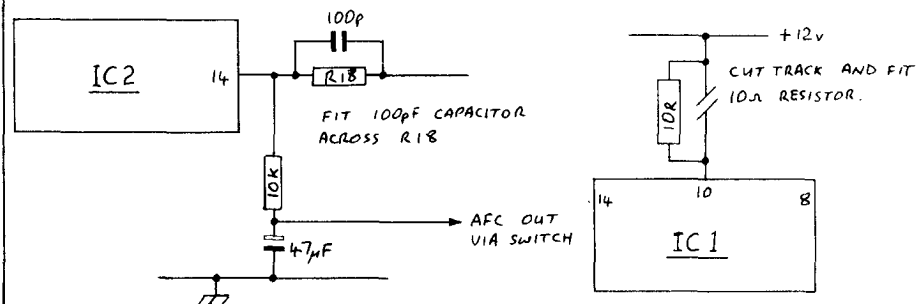 100p
IC2
14
R18
FIT 100pF CAPACITOR
ACROSS R18
10K
AFC OUT
VIA SWITCH
47µF
+12v
CUT TRACK AND FIT
10Ω RESISTOR.
10R
14
10
8
IC1